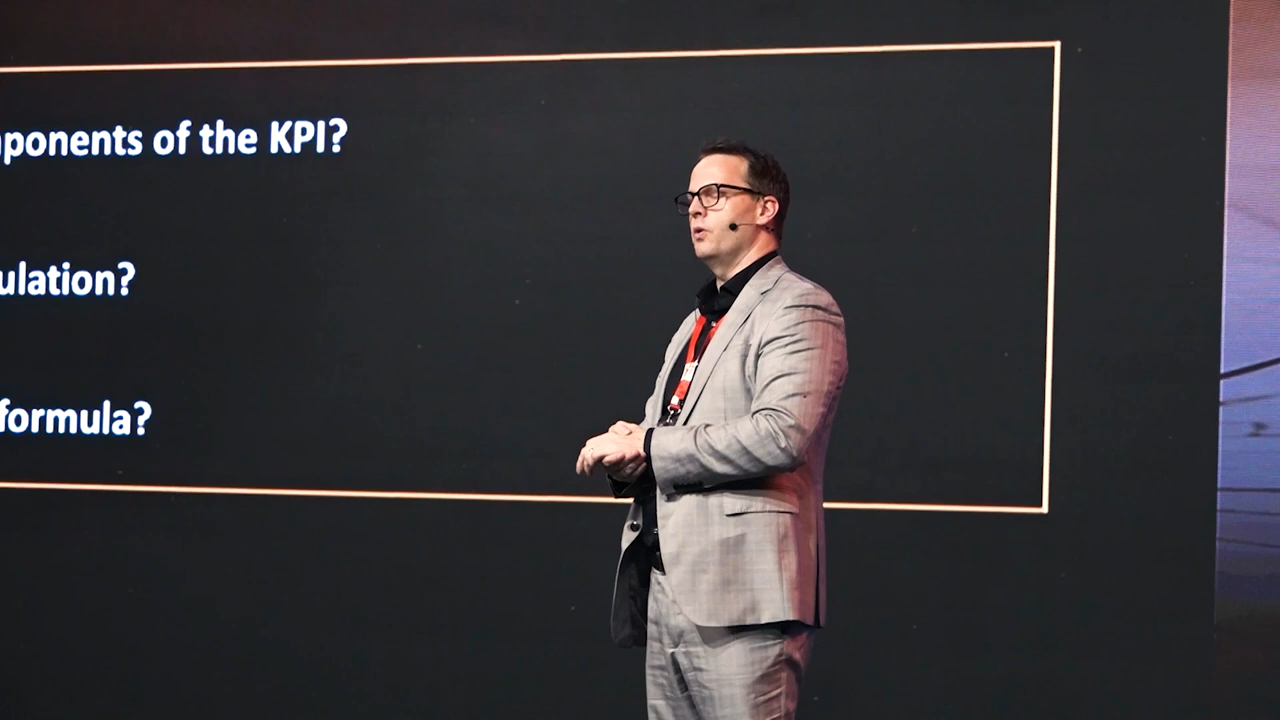 ponents of the KPI?
ulation?
formula?